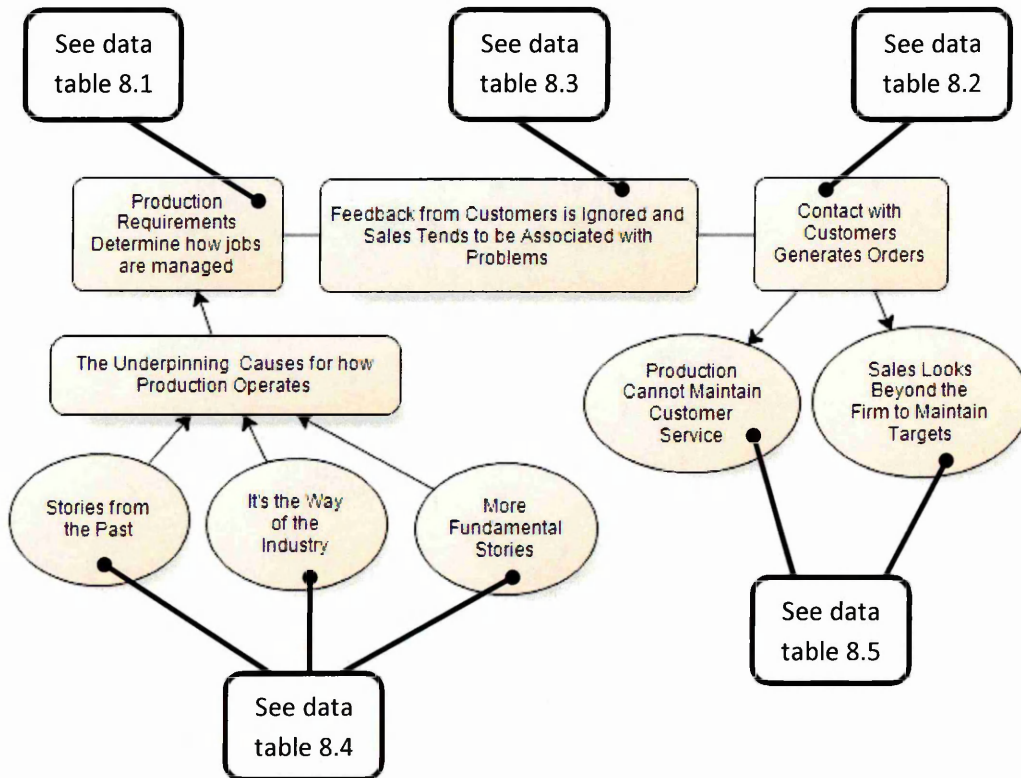 See data
table 8.1
See data
table 8.3
See data
table 8.2
Production
Requirements
Determine how jobs
are managed
Feedback from Customers is Ignored and
Sales Tends to be Associated with
Problems
Contact with
Customers
Generates Orders
The Underpinning Causes for how
Production Operates
Production
Cannot Maintain
Customer
Service
Sales Looks
Beyond the
Firm to Maintain
Targets
Stories from
the Past
It's the Way
of the
Industry
More
Fundamental
Stories
See data
table 8.5
See data
table 8.4